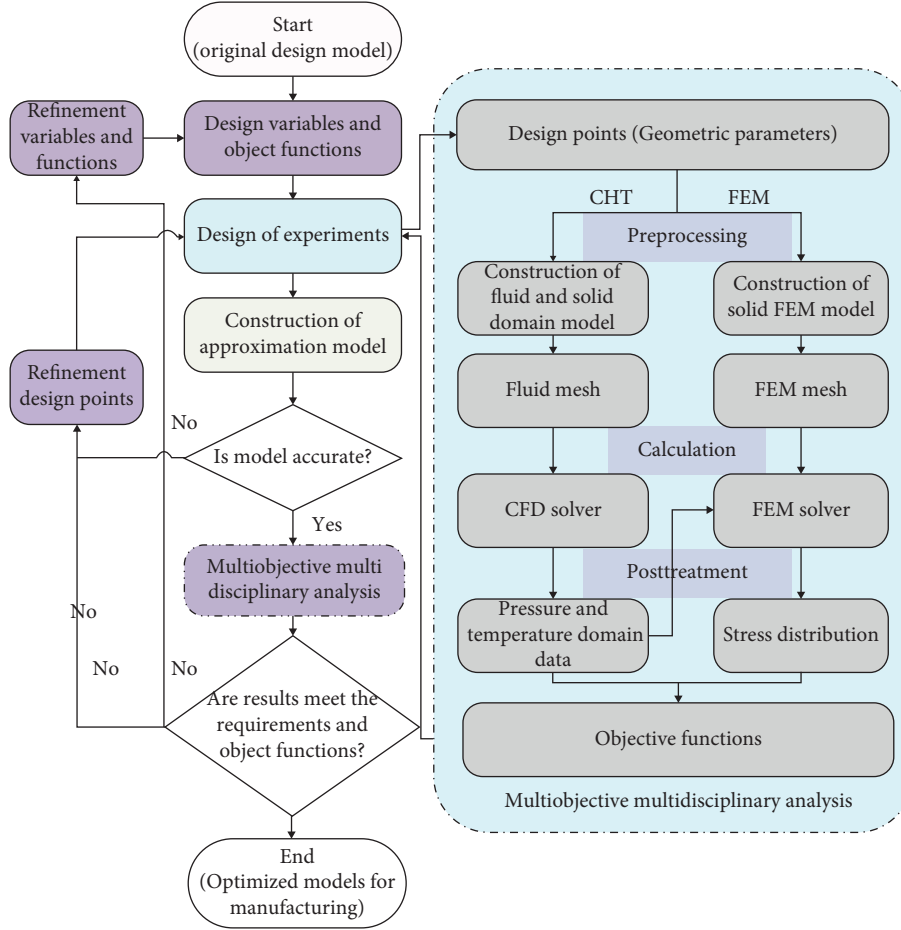 Start
(original design model)
Refinement
variables and
functions
Design variables and
object functions
Design of experiments
Construction of
approximation model
Refinement
design points
No
Is model accurate?
Yes
Multiobjective multi
disciplinary analysis
No
No
No
Are results meet the
requirements and
object functions?
End
(Optimized models for
manufacturing)
Design points (Geometric parameters)
CHT
FEM
Preprocessing
Construction of
fluid and solid
domain model
Construction of
solid FEM model
Fluid mesh
FEM mesh
Calculation
CFD solver
FEM solver
Posttreatment
Pressure and
temperature domain
data
Stress distribution
Objective functions
Multiobjective multidisciplinary analysis